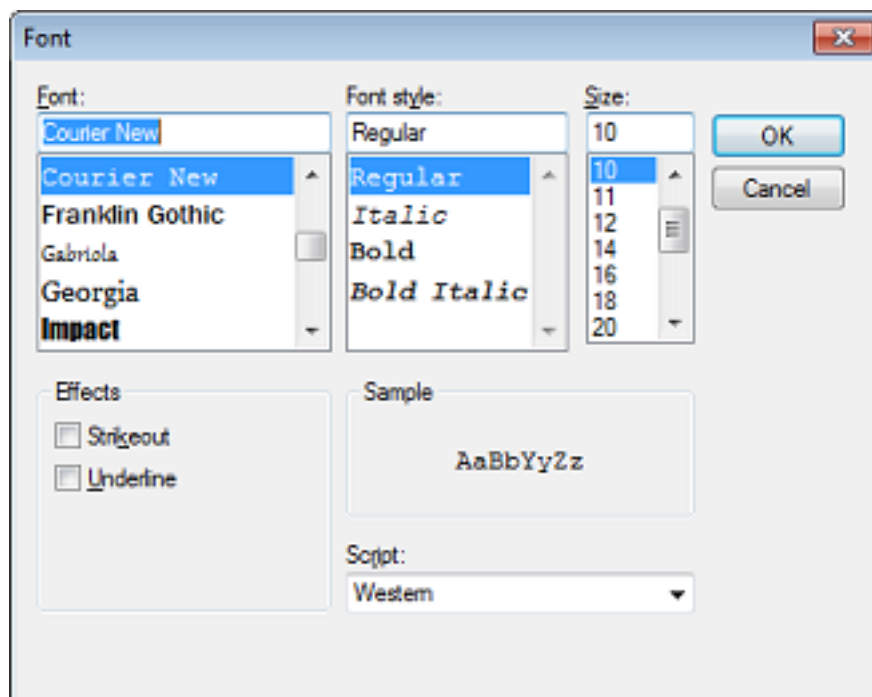 Font
Font:
Courier New
Courier New
Franklin Gothic
Gabriola
Georgia
Impact
Font style:
Regular
Regular
Italic
Bold
Bold Italic
Size:
10
10
11
12
14
16
18
20
OK
Cancel
Effects
Strikeout
Underline
Sample
AaBbYyZz
Script:
Western